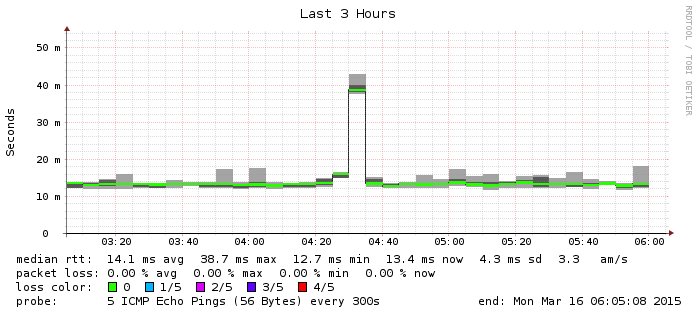 Last 3 Hours
RRDTOOL / TOBI OETIKER
Seconds
50 m
40 m
30 m
20 m
10 m
0
03:20 03:40 04:00 04:20 04:40 05:00 05:20 05:40 06:00
median rtt: 14.1 ms avg 38.7 ms max 12.7 ms min 13.4 ms now 4.3 ms sd 3.3 am/s
packet loss: 0.00 % avg 0.00 % max 0.00 % min 0.00 % now
loss color: 0 1/5 2/5 3/5 4/5
probe: 5 ICMP Echo Pings (56 Bytes) every 300s end: Mon Mar 16 06:05:08 2015